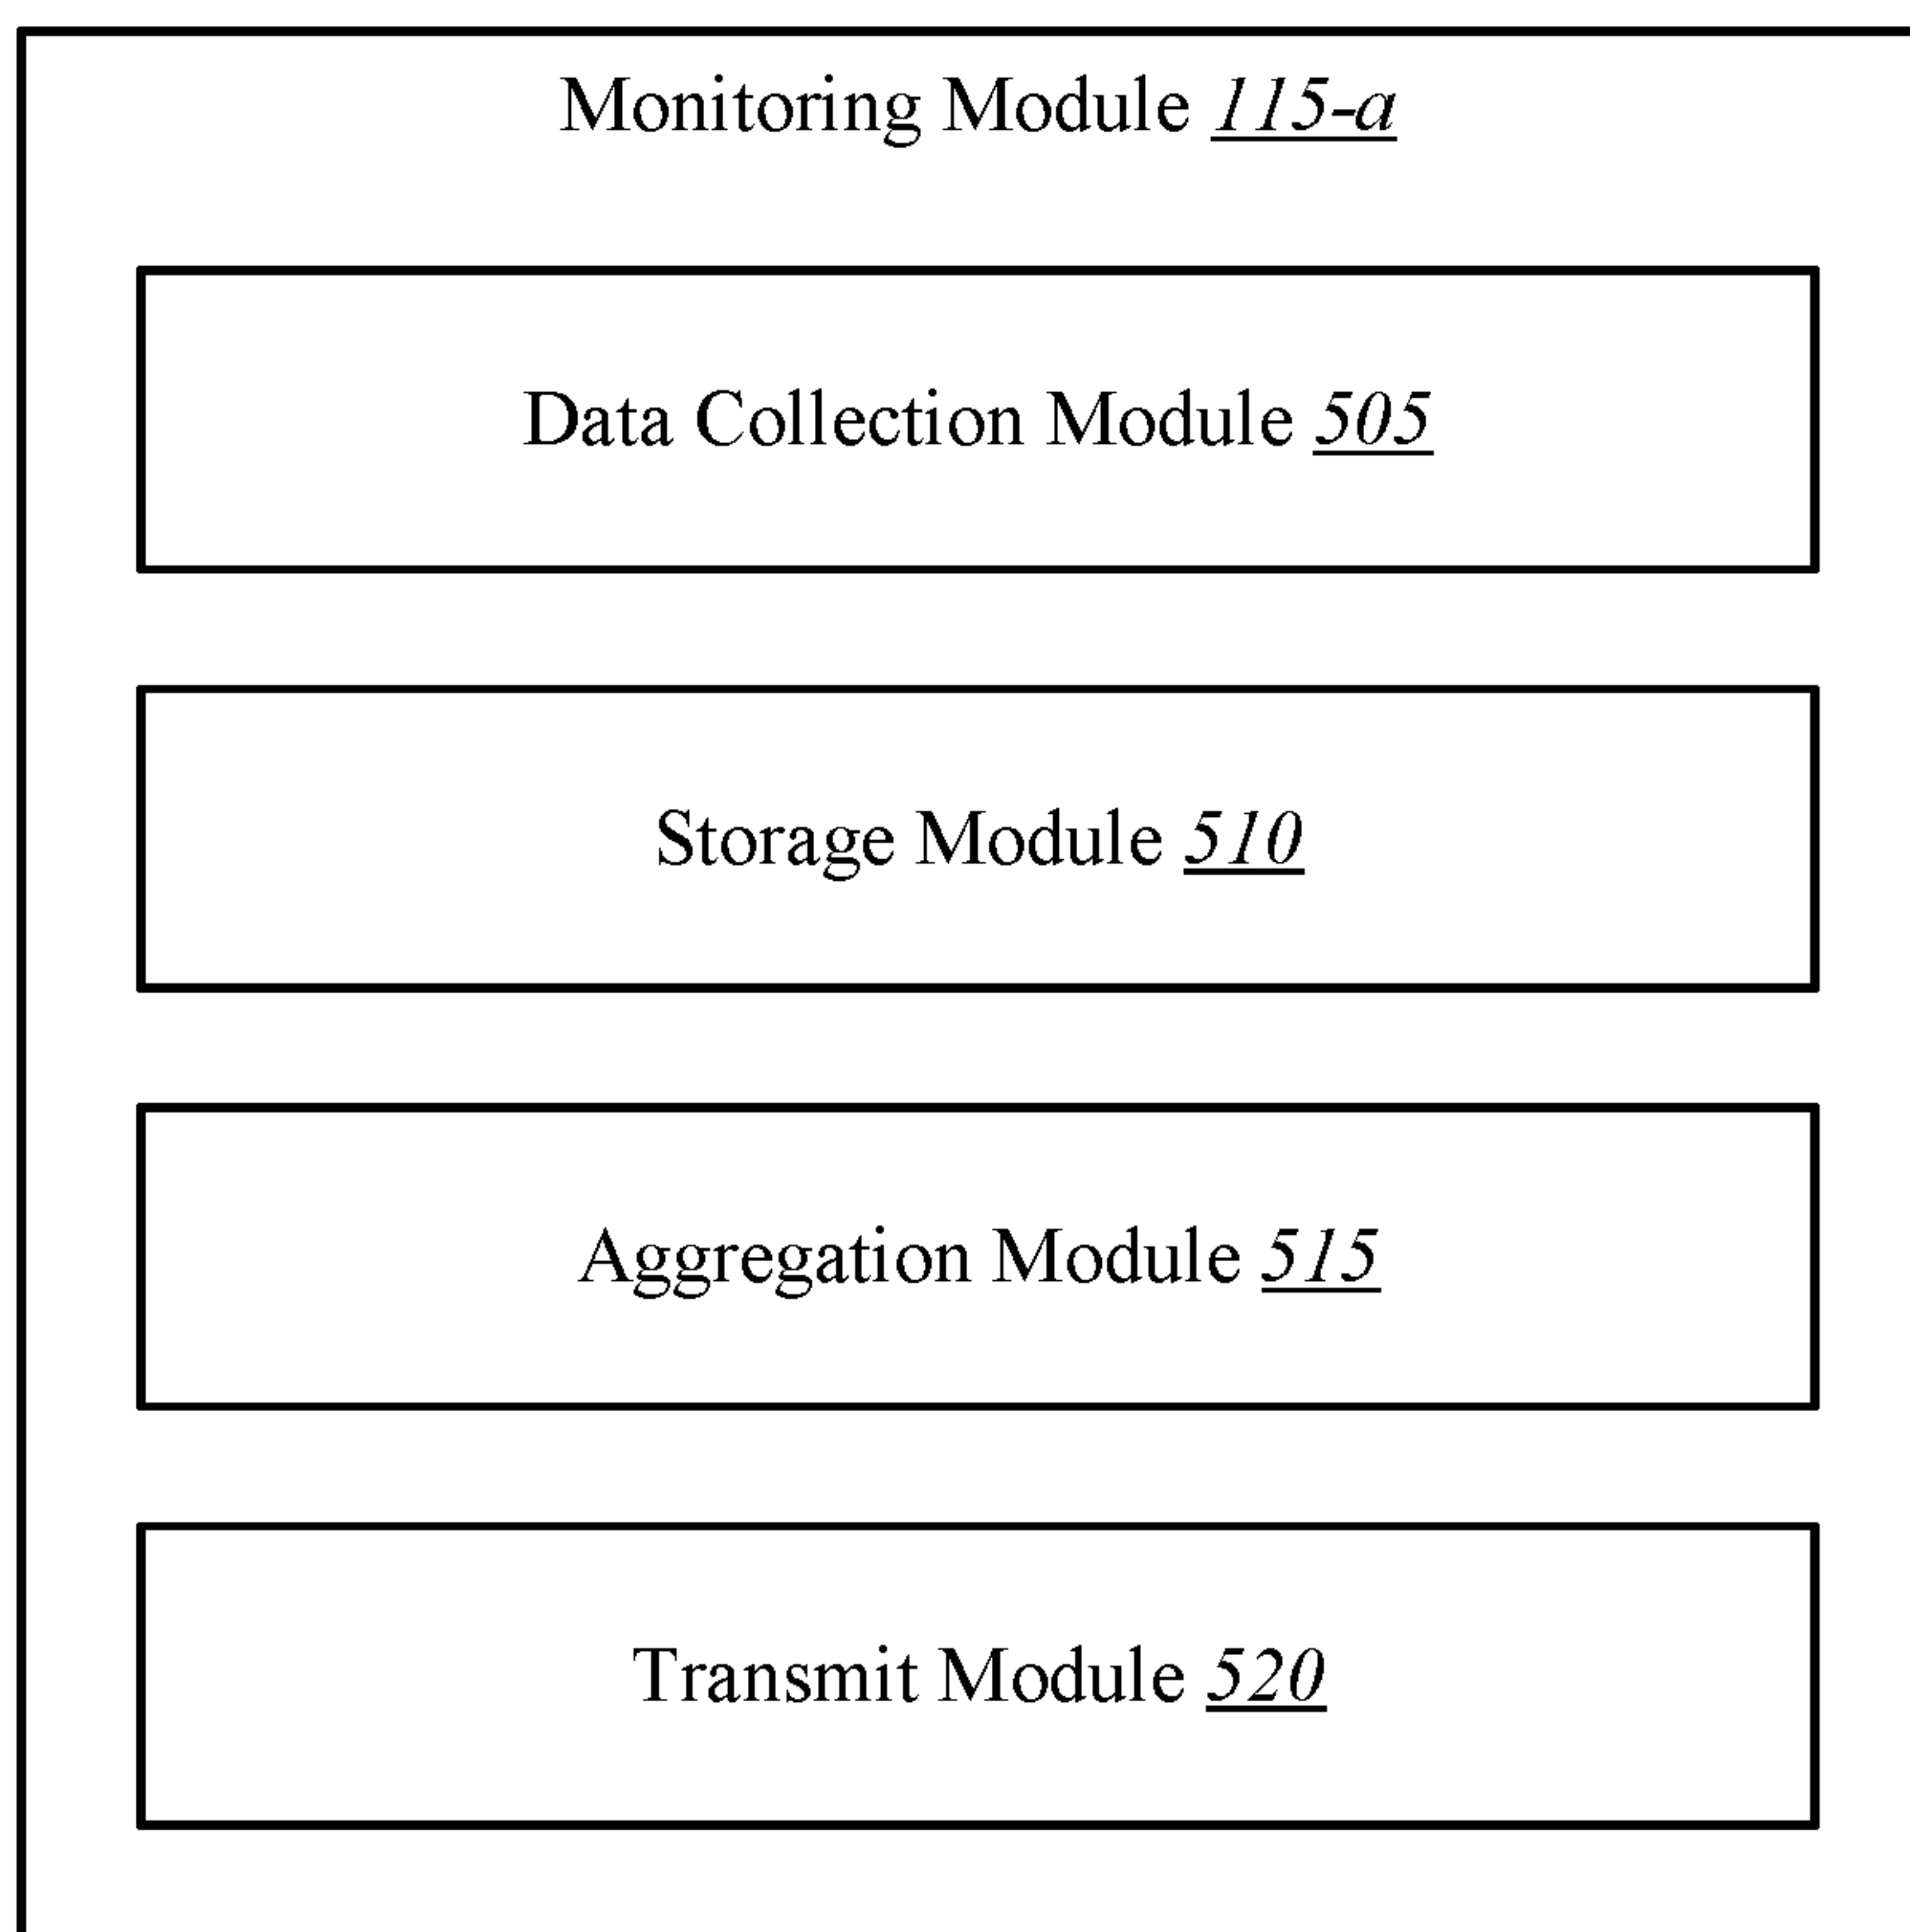 Monitoring Module 115-a
Data Collection Module 505
Storage Module 510
Aggregation Module 515
Transmit Module 520